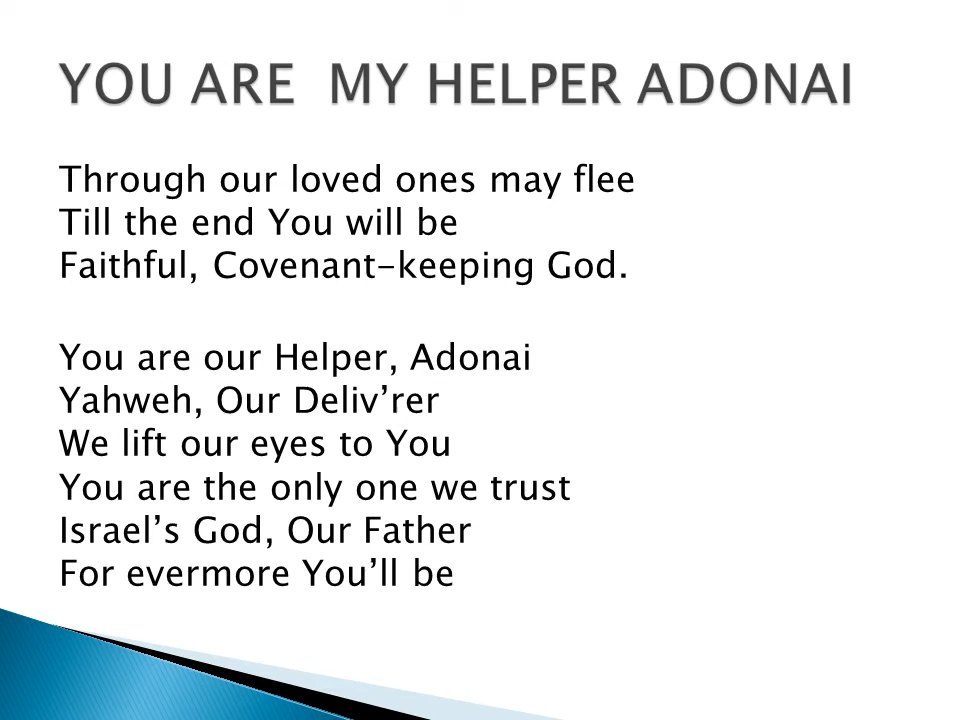 YOU ARE  MY HELPER ADONAI
Through our loved ones may flee
Till the end You will be
Faithful, Covenant-keeping God.
You are our Helper, Adonai
Yahweh, Our Deliv’rer
We lift our eyes to You
You are the only one we trust
Israel’s God, Our Father
For evermore You’ll be